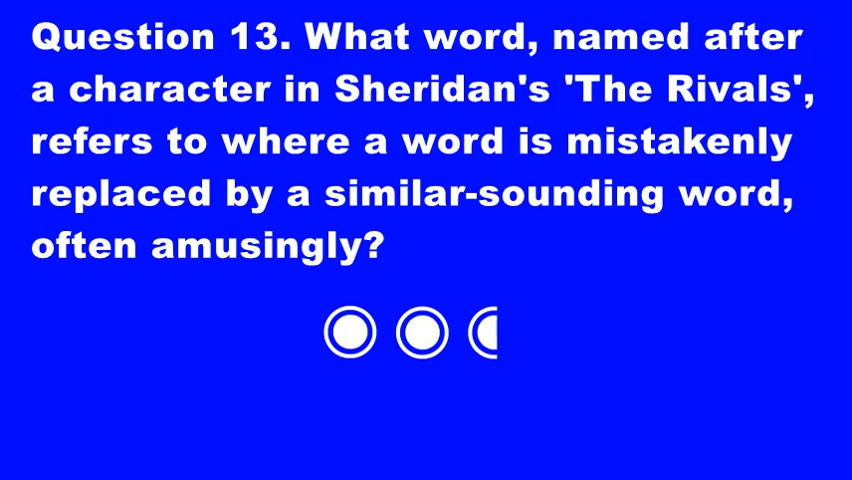 Question 13. What word, named after
a character in Sheridan's 'The Rivals',
refers to where a word is mistakenly
replaced by a similar-sounding word,
often amusingly?